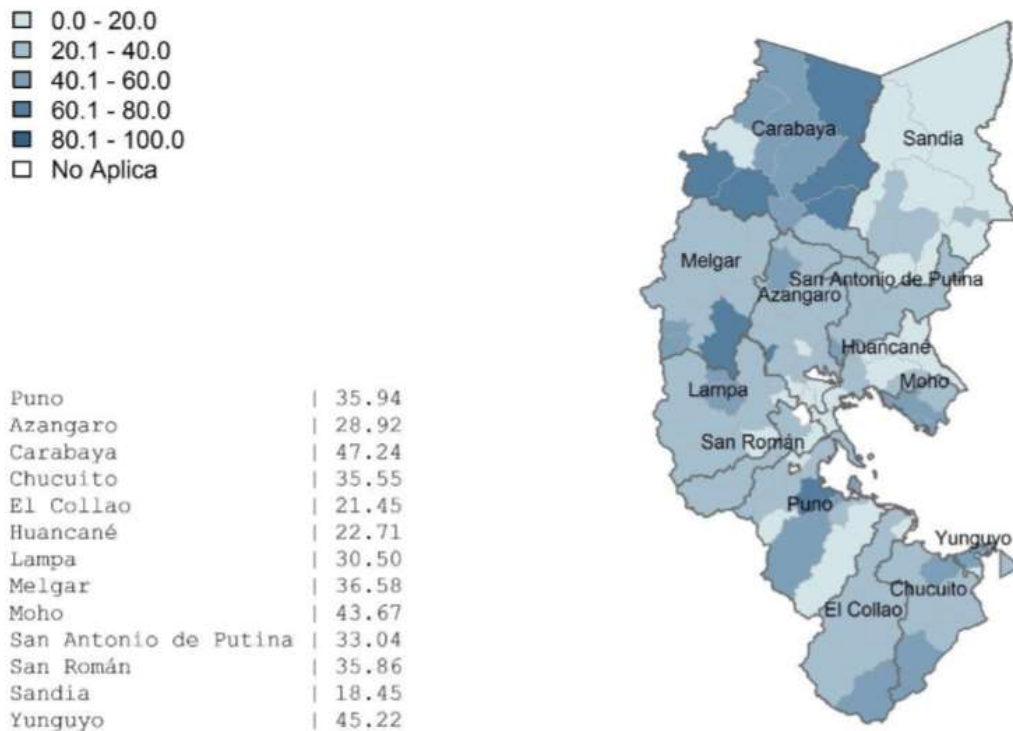 0.0 - 20.0
20.1 - 40.0
40.1 - 60.0
60.1 - 80.0
80.1 - 100.0
No Aplica
Carabaya
Sandia
Melgar
San Antonio de Putina
Azangaro
Huancané
Moho
Lampa
San Román
Puno
Yunguyo
Chucuito
El Collao
Puno | 35.94
Azangaro | 28.92
Carabaya | 47.24
Chucuito | 35.55
El Collao | 21.45
Huancané | 22.71
Lampa | 30.50
Melgar | 36.58
Moho | 43.67
San Antonio de Putina | 33.04
San Román | 35.86
Sandia | 18.45
Yunguyo | 45.22